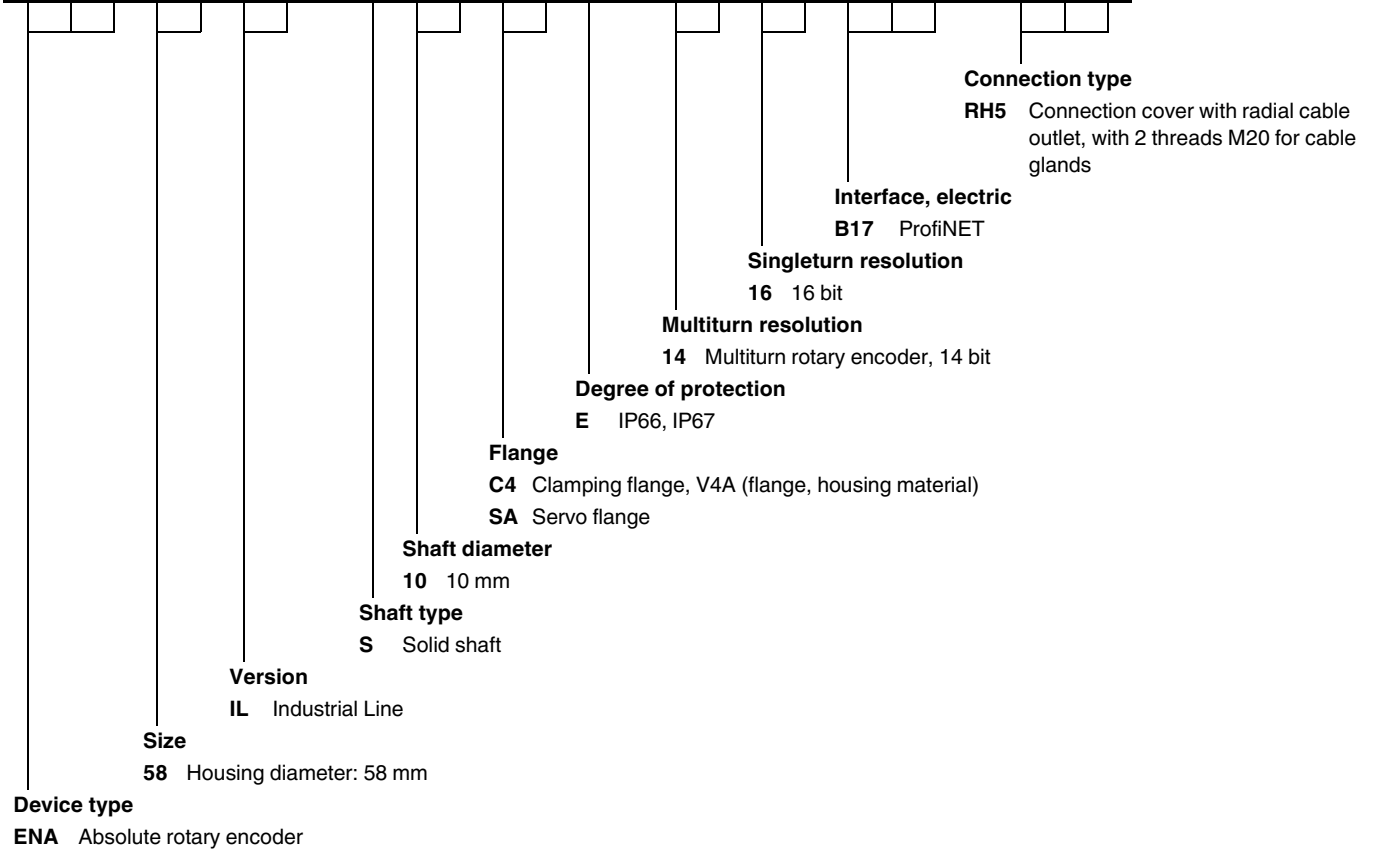 Connection type
RH5 Connection cover with radial cable
outlet, with 2 threads M20 for cable
glands
Interface, electric
B17 ProfiNET
Singleturn resolution
16 16 bit
Multiturn resolution
14 Multiturn rotary encoder, 14 bit
Degree of protection
E IP66, IP67
Flange
C4 Clamping flange, V4A (flange, housing material)
SA Servo flange
Shaft diameter
10 10 mm
Shaft type
S Solid shaft
Version
IL Industrial Line
Size
58 Housing diameter: 58 mm
Device type
ENA Absolute rotary encoder